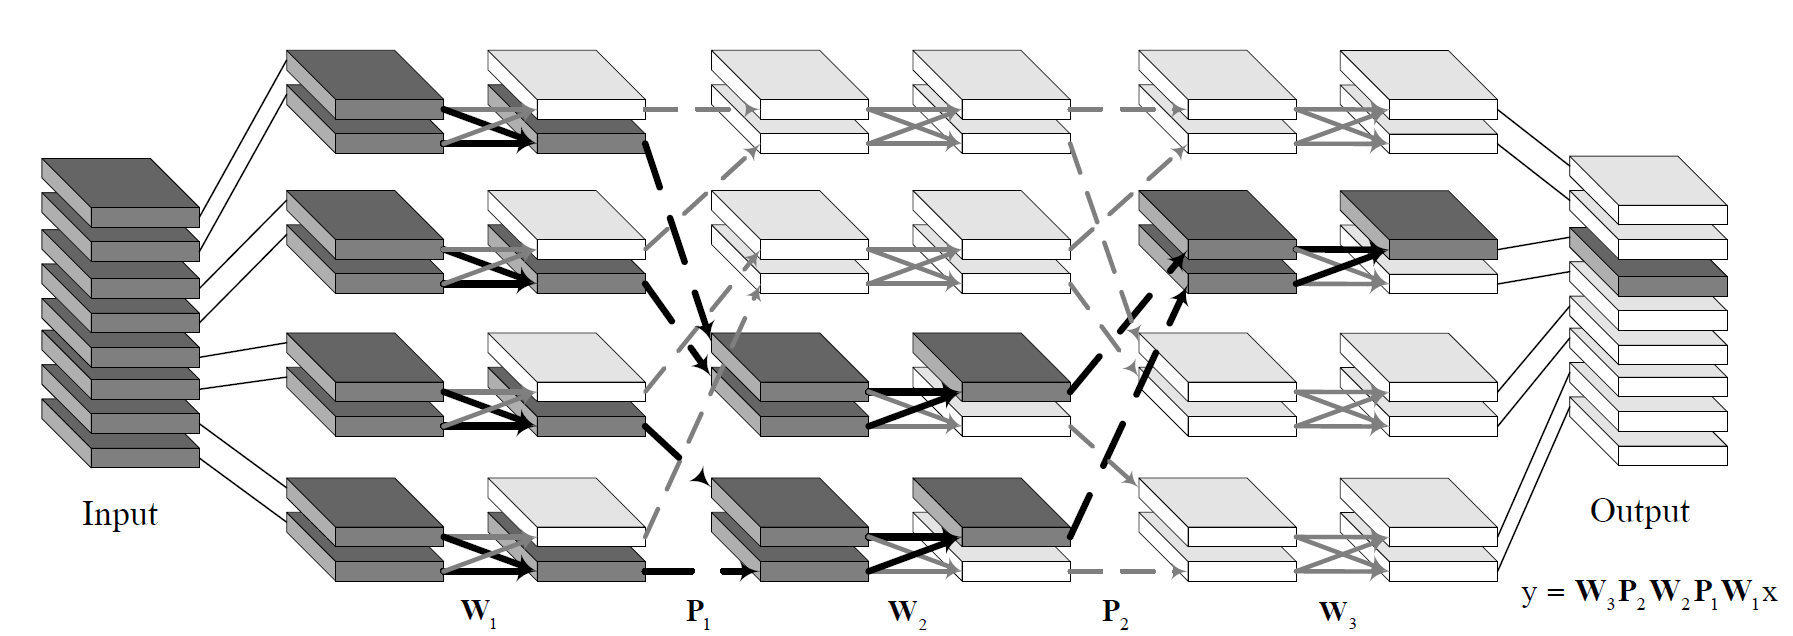 Input
Output
W₁ P₁ W₂ P₂ W₃
y = W₃P₂W₂P₁W₁x